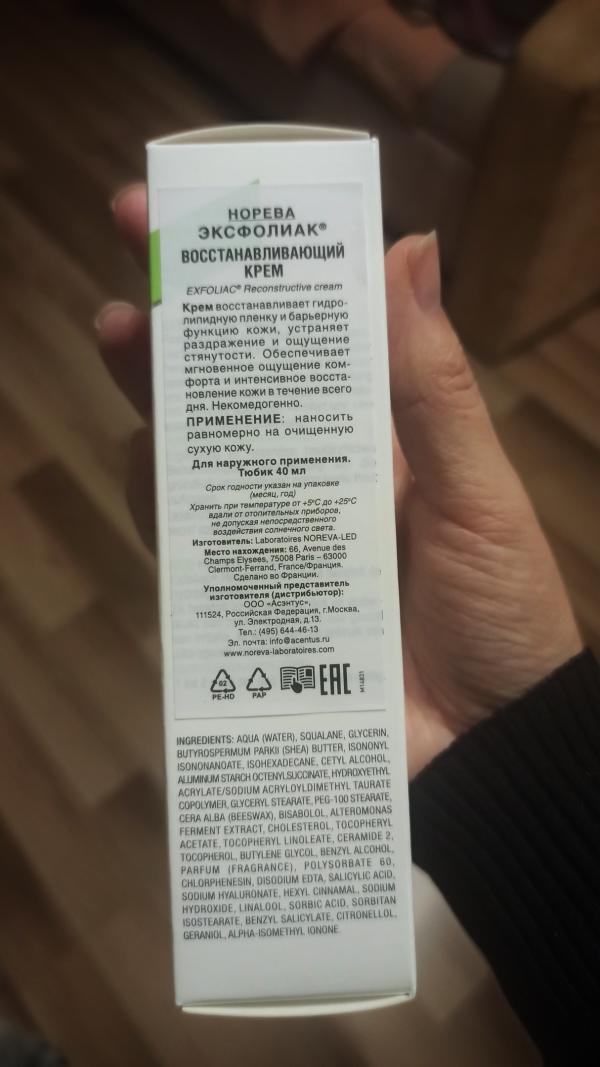 НОРЕВА
ЭКСФОЛИАК®
ВОССТАНАВЛИВАЮЩИЙ
КРЕМ
EXFOLIAC® Reconstructive cream
Крем восстанавливает гидро-
липидную пленку и барьерную
функцию кожи, устраняет
раздражение и ощущение
стянутости. Обеспечивает
мгновенное ощущение ком-
форта и интенсивное восста-
новление кожи в течение всего
дня. Некомедогенно.
ПРИМЕНЕНИЕ: наносить
равномерно на очищенную
сухую кожу.
Для наружного применения.
Тюбик 40 мл
Срок годности указан на упаковке
(месяц, год)
Хранить при температуре от +5°С до +25°С
вдали от отопительных приборов,
не допуская непосредственного
воздействия солнечного света.
Изготовитель: Laboratoires NOREVA-LED
Место нахождения: 66, Avenue des
Champs Elysees, 75008 Paris – 63000
Clermont-Ferrand, France/Франция.
Сделано во Франции.
Уполномоченный представитель
изготовителя (дистрибьютор):
ООО «Асэнтус»,
111524, Российская Федерация, г.Москва,
ул. Электродная, д.13.
Тел.: (495) 644-46-13
Эл. почта: info@acentus.ru
www.noreva-laboratoires.com
02
PE-HD
PAP
EAC
INGREDIENTS: AQUA (WATER), SQUALANE, GLYCERIN,
BUTYROSPERMUM PARKII (SHEA) BUTTER, ISONONYL
ISONONANOATE, ISOHEXADECANE, CETYL ALCOHOL,
ALUMINUM STARCH OCTENYLSUCCINATE, HYDROXYETHYL
ACRYLATE/SODIUM ACRYLOYLDIMETHYL TAURATE
COPOLYMER, GLYCERYL STEARATE, PEG-100 STEARATE,
CERA ALBA (BEESWAX), BISABOLOL, ALTEROMONAS
FERMENT EXTRACT, CHOLESTEROL, TOCOPHERYL
ACETATE, TOCOPHERYL LINOLEATE, CERAMIDE 2,
TOCOPHEROL, BUTYLENE GLYCOL, BENZYL ALCOHOL,
PARFUM (FRAGRANCE), POLYSORBATE 60,
CHLORPHENESIN, DISODIUM EDTA, SALICYLIC ACID,
SODIUM HYALURONATE, HEXYL CINNAMAL, SODIUM
HYDROXIDE, LINALOOL, SORBIC ACID, SORBITAN
ISOSTEARATE, BENZYL SALICYLATE, CITRONELLOL,
GERANIOL, ALPHA-ISOMETHYL IONONE.